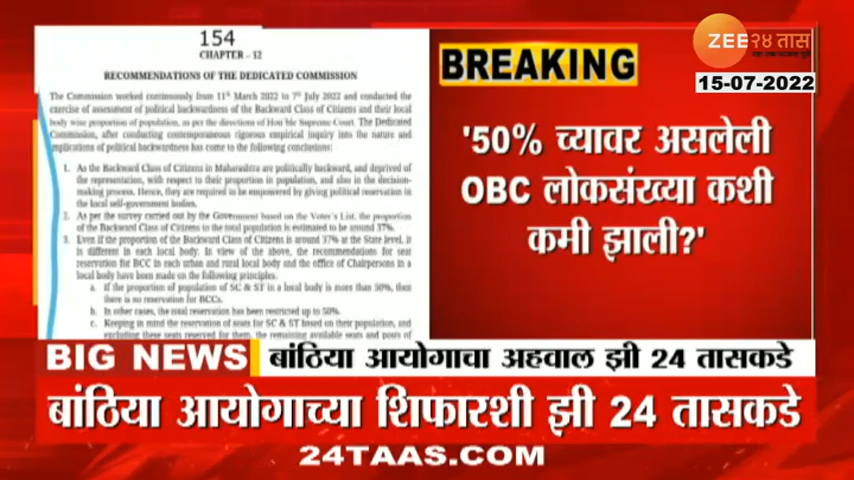 154
CHAPTER - 12
RECOMMENDATIONS OF THE DEDICATED COMMISSION
The Commission worked continuously from 11th March 2022 to 7th July 2022 and conducted the
exercise of assessment of political backwardness of the Backward Class of Citizens and their local
body wise proportion of population, as per the directions of Hon'ble Supreme Court. The Dedicated
Commission, after conducting contemporaneous rigorous empirical inquiry into the nature and
implications of political backwardness has come to the following conclusions:
1. As the Backward Class of Citizens in Maharashtra are politically backward, and deprived of
the representation, with respect to their proportion in population, and also in the decision-
making process. Hence, they are required to be empowered by giving political reservation in
the local self-government bodies.
2. As per the survey carried out by the Government based on the Voter's List, the proportion
of the Backward Class of Citizens to the total population is estimated to be around 37%.
3. Even if the proportion of the Backward Class of Citizens is around 37% at the State level, it
is different in each local body. In view of the above, the recommendations for seat
reservation for BCC in each urban and rural local body and the office of Chairpersons in a
local body have been made on the following principles.
a. If the proportion of population of SC & ST in a local body is more than 50%, then
there is no reservation for BCCs.
b. In other cases, the total reservation has been restricted up to 50%.
c. Keeping in mind the reservation of seats for SC & ST based on their population, and
excluding these seats reserved for them, the remaining available seats and posts of
ZEE २४ तास
BREAKING
15-07-2022
'50% च्यावर असलेली
OBC लोकसंख्या कशी
कमी झाली?'
BIG NEWS
बांठिया आयोगाचा अहवाल झी 24 तासकडे
बांठिया आयोगाच्या शिफारशी झी 24 तासकडे
24TAAS.COM